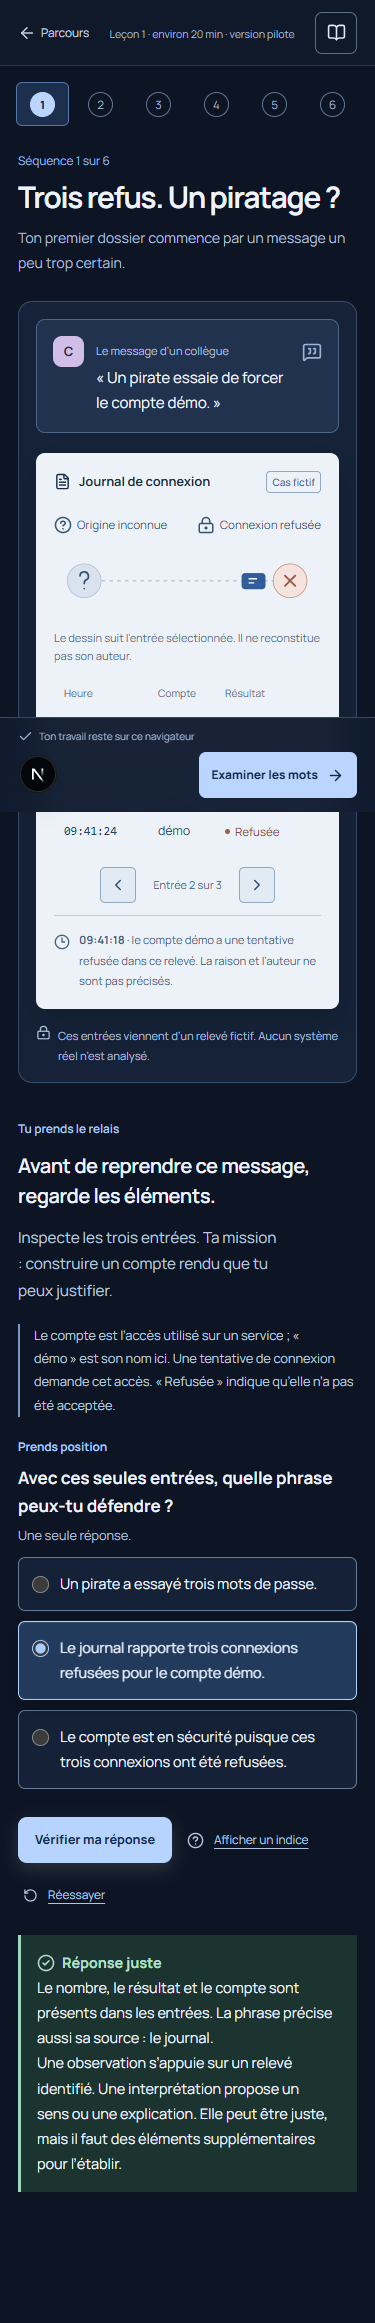 Parcours
Leçon 1 · environ 20 min · version pilote
1 2 3 4 5 6
Séquence 1 sur 6
Trois refus. Un piratage ?
Ton premier dossier commence par un message un
peu trop certain.
C
Le message d'un collègue
« Un pirate essaie de forcer
le compte démo. »
Journal de connexion
Cas fictif
Origine inconnue
Connexion refusée
?
Le dessin suit l'entrée sélectionnée. Il ne reconstitue
pas son auteur.
Heure Compte Résultat
Ton travail reste sur ce navigateur
N
Examiner les mots
09:41:24 démo Refusée
Entrée 2 sur 3
09:41:18 · le compte démo a une tentative
refusée dans ce relevé. La raison et l'auteur ne
sont pas précisés.
Ces entrées viennent d'un relevé fictif. Aucun système
réel n'est analysé.
Tu prends le relais
Avant de reprendre ce message,
regarde les éléments.
Inspecte les trois entrées. Ta mission
: construire un compte rendu que tu
peux justifier.
Le compte est l'accès utilisé sur un service ; «
démo » est son nom ici. Une tentative de connexion
demande cet accès. « Refusée » indique qu'elle n'a pas
été acceptée.
Prends position
Avec ces seules entrées, quelle phrase
peux-tu défendre ?
Une seule réponse.
Un pirate a essayé trois mots de passe.
Le journal rapporte trois connexions
refusées pour le compte démo.
Le compte est en sécurité puisque ces
trois connexions ont été refusées.
Vérifier ma réponse
Afficher un indice
Réessayer
Réponse juste
Le nombre, le résultat et le compte sont
présents dans les entrées. La phrase précise
aussi sa source : le journal.
Une observation s'appuie sur un relevé
identifié. Une interprétation propose un
sens ou une explication. Elle peut être juste,
mais il faut des éléments supplémentaires
pour l'établir.